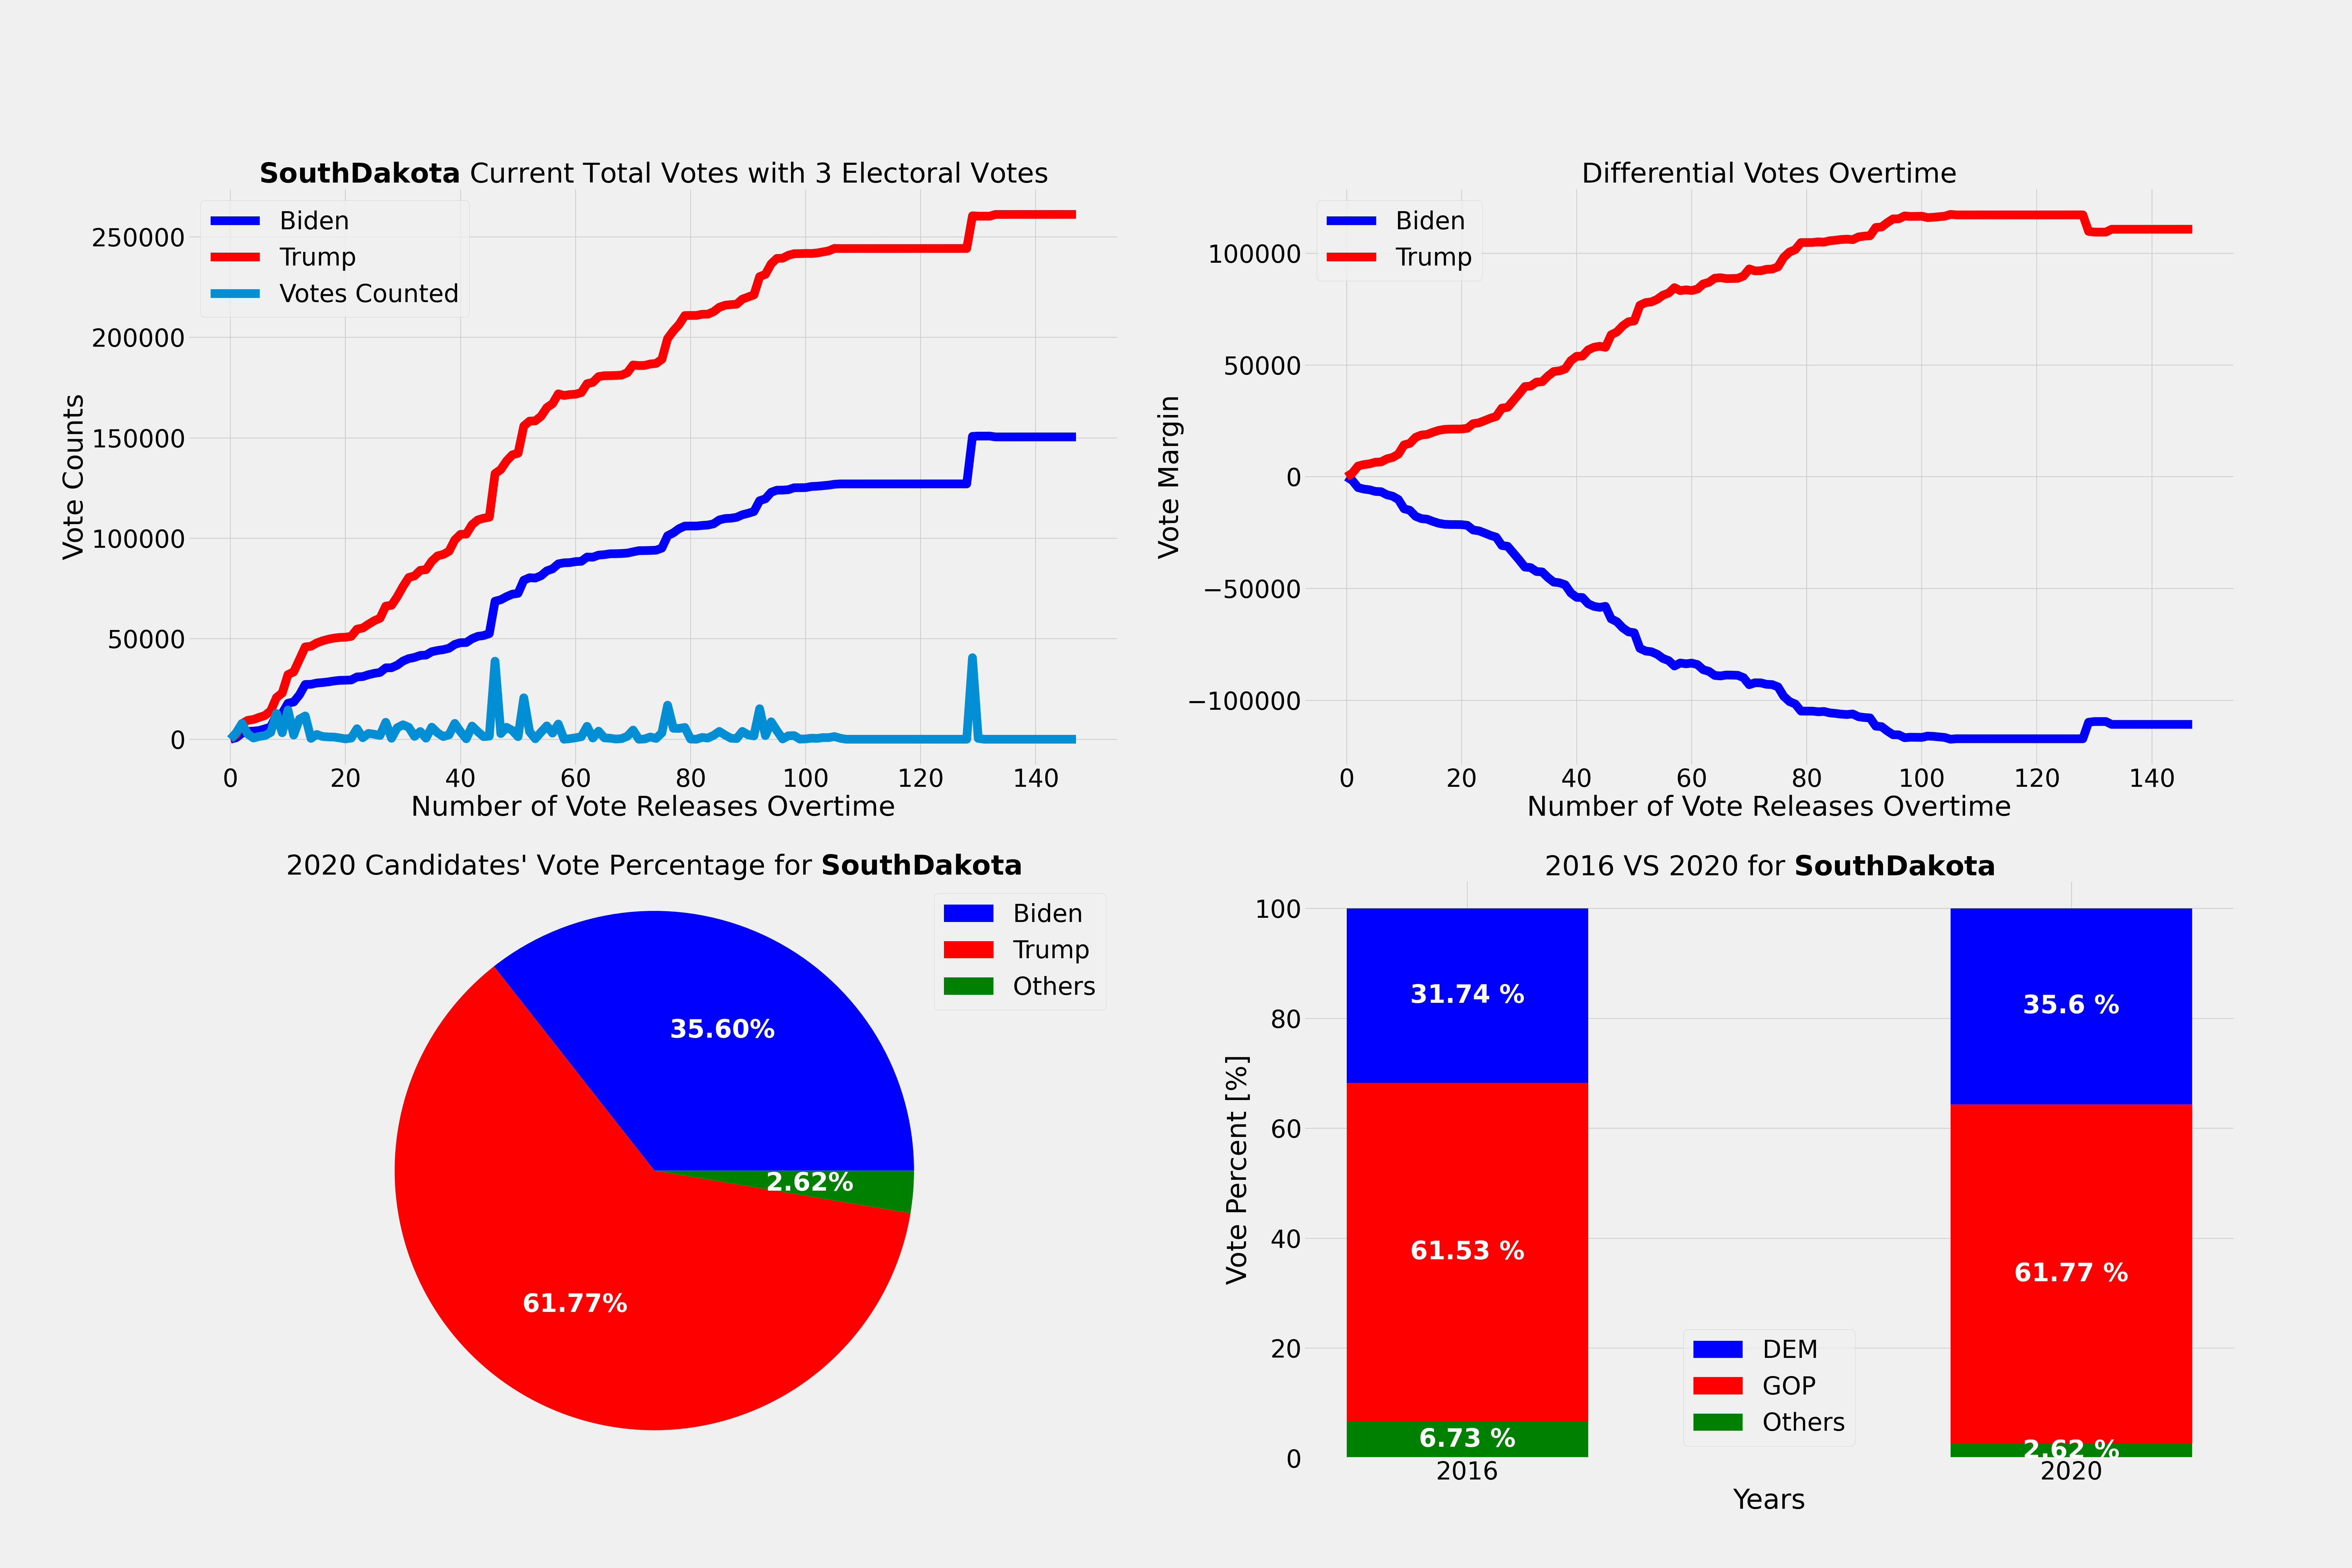 SouthDakota Current Total Votes with 3 Electoral Votes
Biden
Trump
Votes Counted
Vote Counts
250000
200000
150000
100000
50000
0
0 20 40 60 80 100 120 140
Number of Vote Releases Overtime
Differential Votes Overtime
Biden
Trump
Vote Margin
100000
50000
0
−50000
−100000
0 20 40 60 80 100 120 140
Number of Vote Releases Overtime
2020 Candidates' Vote Percentage for SouthDakota
Biden
Trump
Others
35.60%
2.62%
61.77%
2016 VS 2020 for SouthDakota
Vote Percent [%]
100
80
60
40
20
0
31.74 %
35.6 %
61.53 %
61.77 %
6.73 %
2.62 %
DEM
GOP
Others
2016 2020
Years